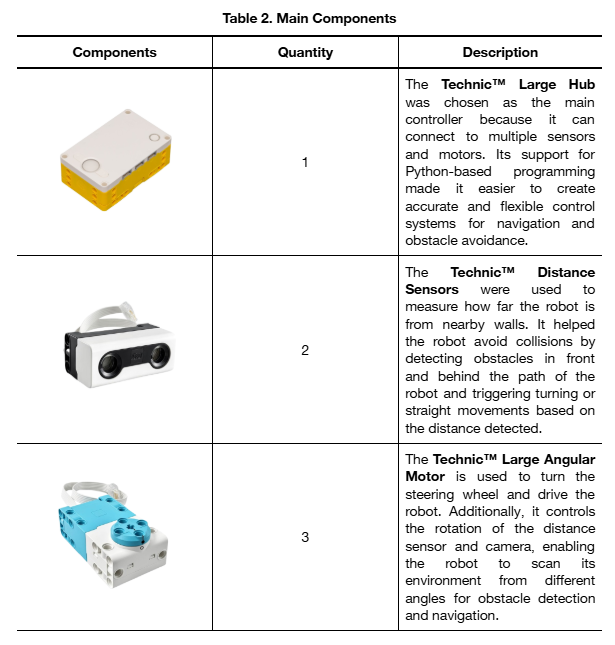 Table 2. Main Components
Components Quantity Description
The Technic™ Large Hub
was chosen as the main
controller because it can
connect to multiple sensors
and motors. Its support for
Python-based programming
made it easier to create
accurate and flexible control
systems for navigation and
obstacle avoidance.
1
The Technic™ Distance
Sensors were used to
measure how far the robot is
from nearby walls. It helped
the robot avoid collisions by
detecting obstacles in front
and behind the path of the
robot and triggering turning or
straight movements based on
the distance detected.
2
The Technic™ Large Angular
Motor is used to turn the
steering wheel and drive the
robot. Additionally, it controls
the rotation of the distance
sensor and camera, enabling
the robot to scan its
environment from different
angles for obstacle detection
and navigation.
3